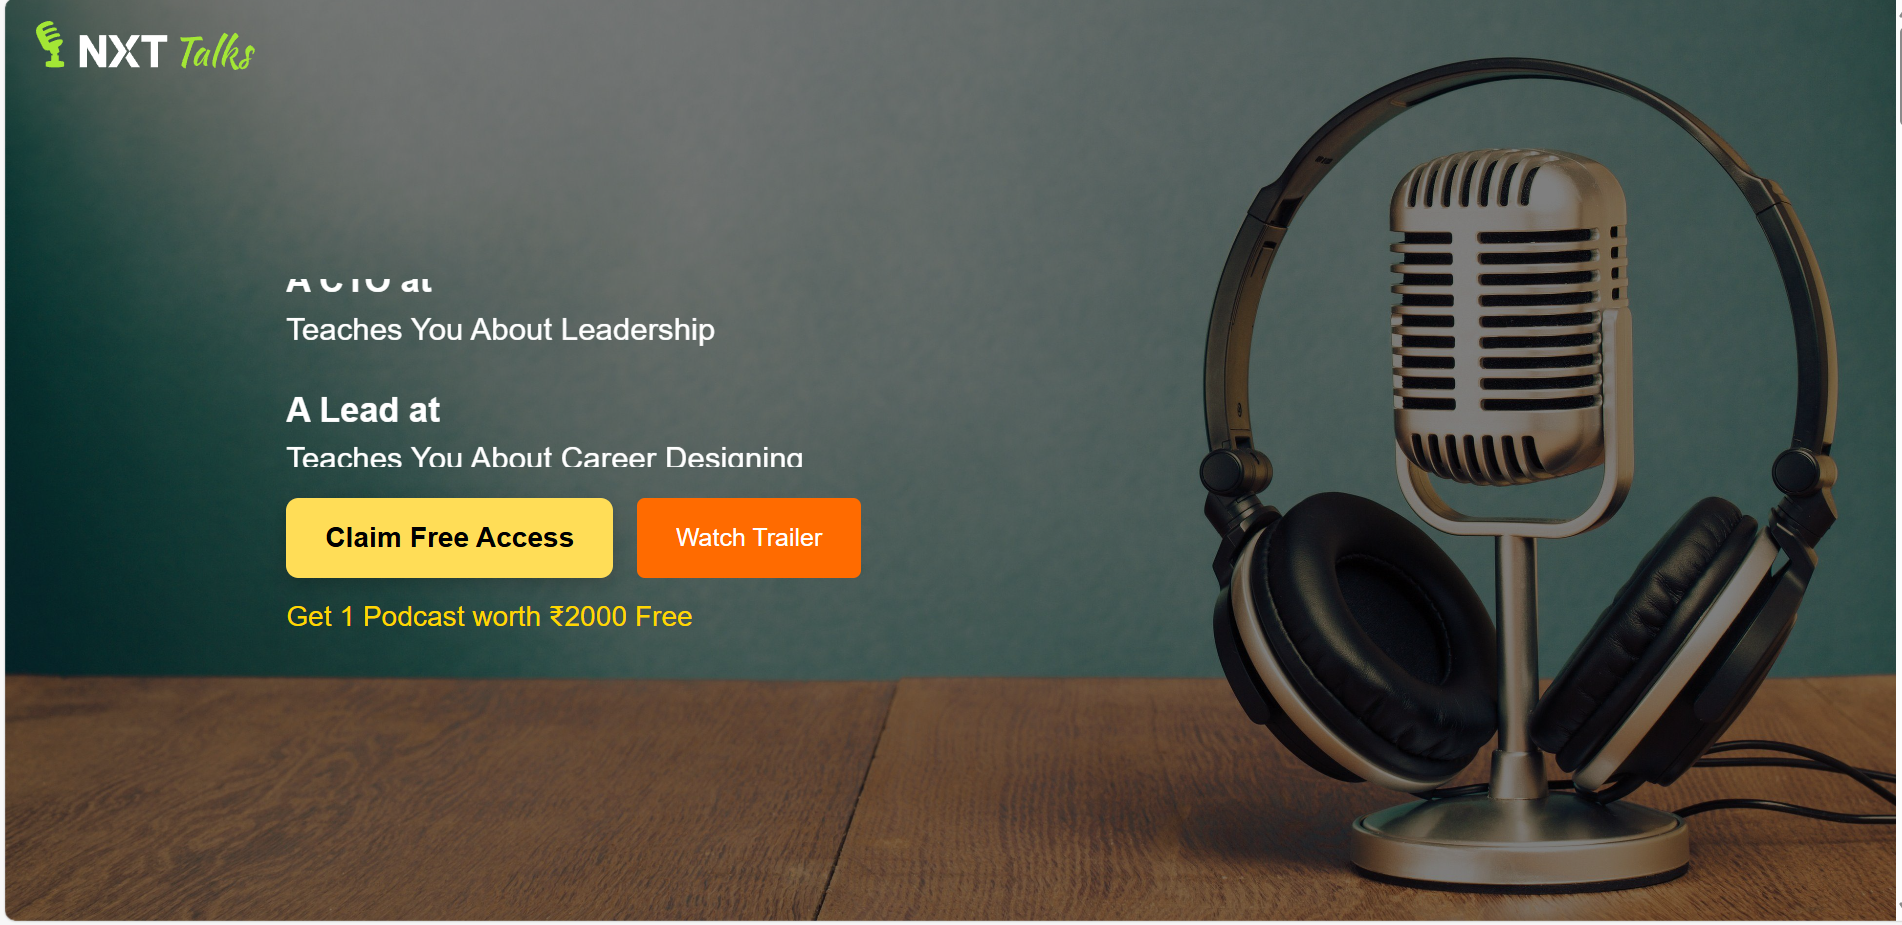 NXT Talks
A CTO at
Teaches You About Leadership
A Lead at
Teaches You About Career Designing
Claim Free Access
Watch Trailer
Get 1 Podcast worth ₹2000 Free